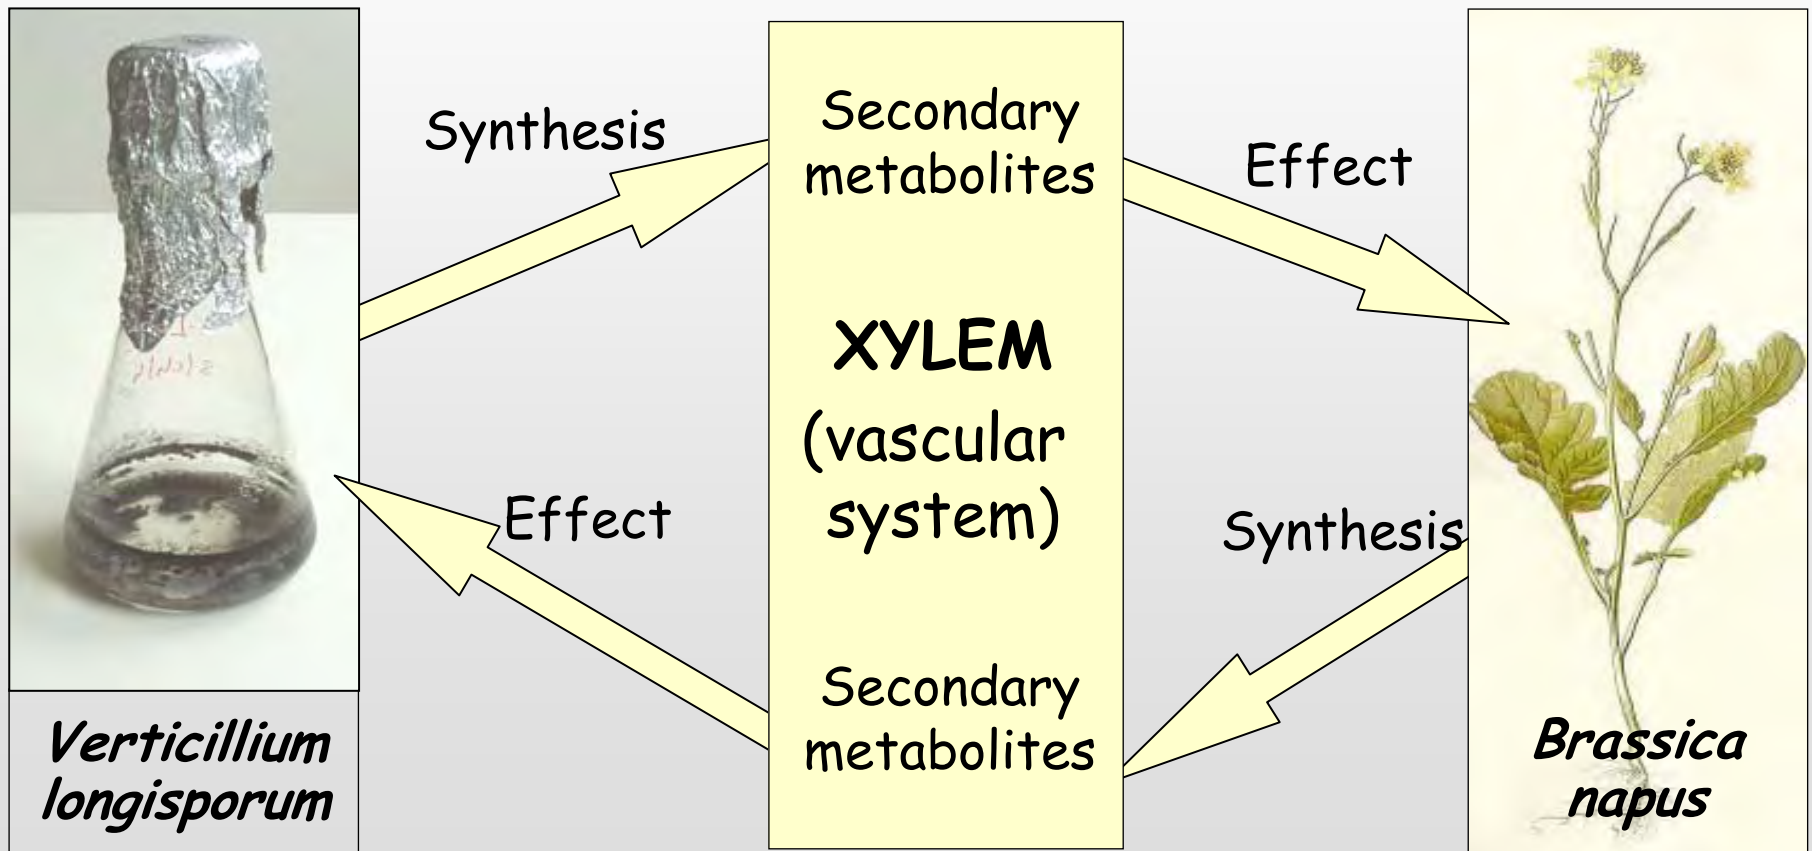 Synthesis
Effect
Secondary
metabolites
XYLEM
(vascular
system)
Secondary
metabolites
Effect
Synthesis
Verticillium
longisporum
Brassica
napus